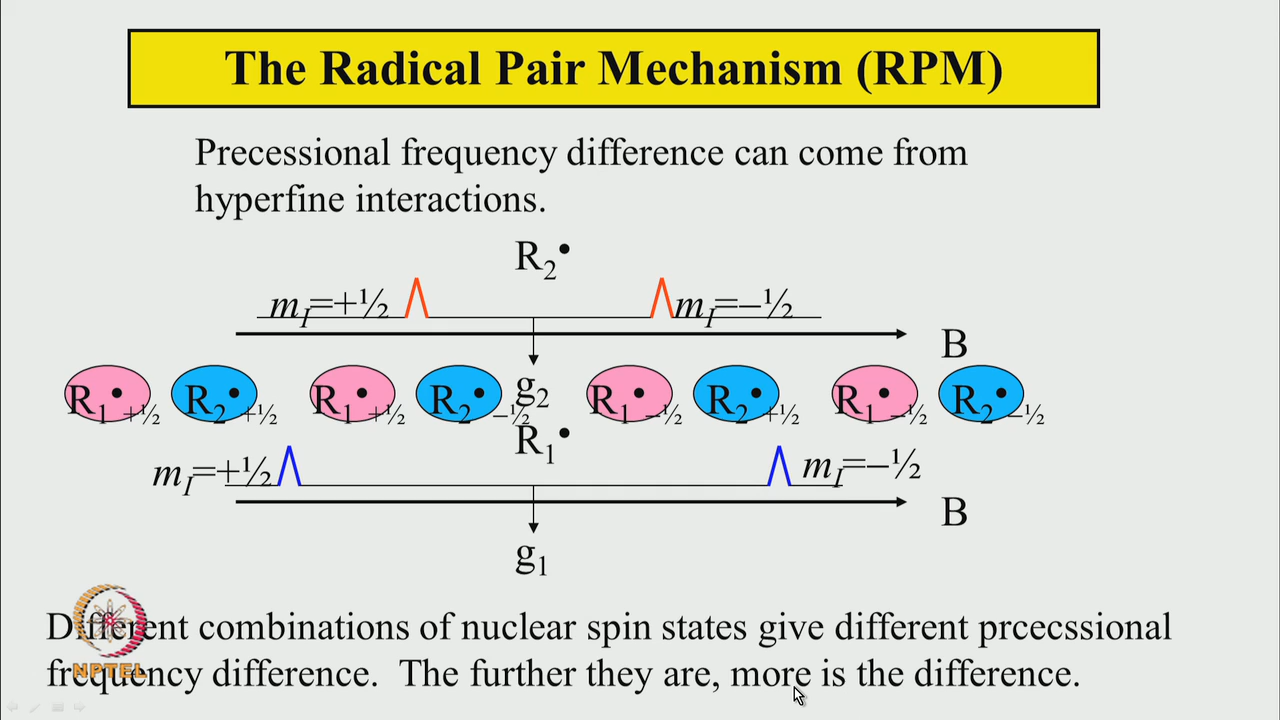 The Radical Pair Mechanism (RPM)
Precessional frequency difference can come from
hyperfine interactions.
R₂•
mI=+½ mI=–½
B
R₁•+½ R₂•+½ R₁•+½ R₂•–½ g₂ R₁•–½ R₂•+½ R₁•–½ R₂•–½
R₁•
mI=+½ mI=–½
B
g₁
Different combinations of nuclear spin states give different prcecssional
frequency difference. The further they are, more is the difference.
NPTEL